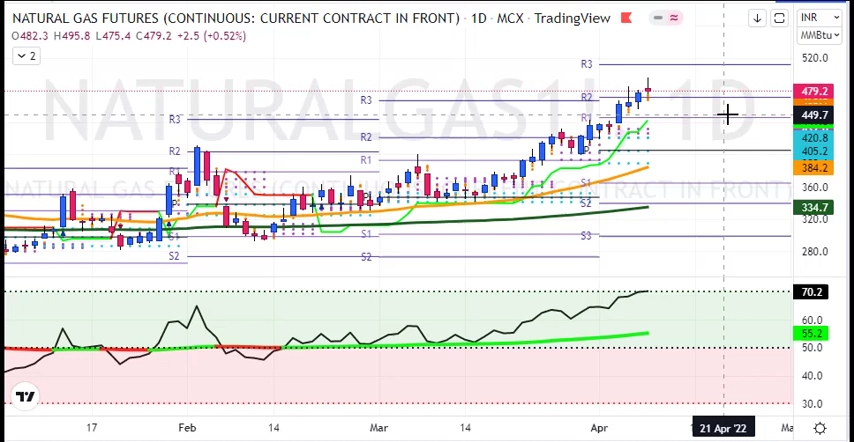 NATURAL GAS FUTURES (CONTINUOUS: CURRENT CONTRACT IN FRONT) · 1D · MCX · TradingView
O482.3 H495.8 L475.4 C479.2 +2.5 (+0.52%)
2
INR
MMBtu
520.0
479.2
449.7
420.8
405.2
384.2
360.0
334.7
320.0
280.0
R3
R2
R1
P
S1
S2
R3
R2
R1
P
S1
S2
R3
R2
R1
P
S1
S2
S3
NATURALGAS1!, 1D
NATURAL GAS FUTURES (CONTINUOUS: CURRENT CONTRACT IN FRONT)
70.2
60.0
55.2
50.0
40.0
30.0
17
Feb
14
Mar
14
Apr
21 Apr '22